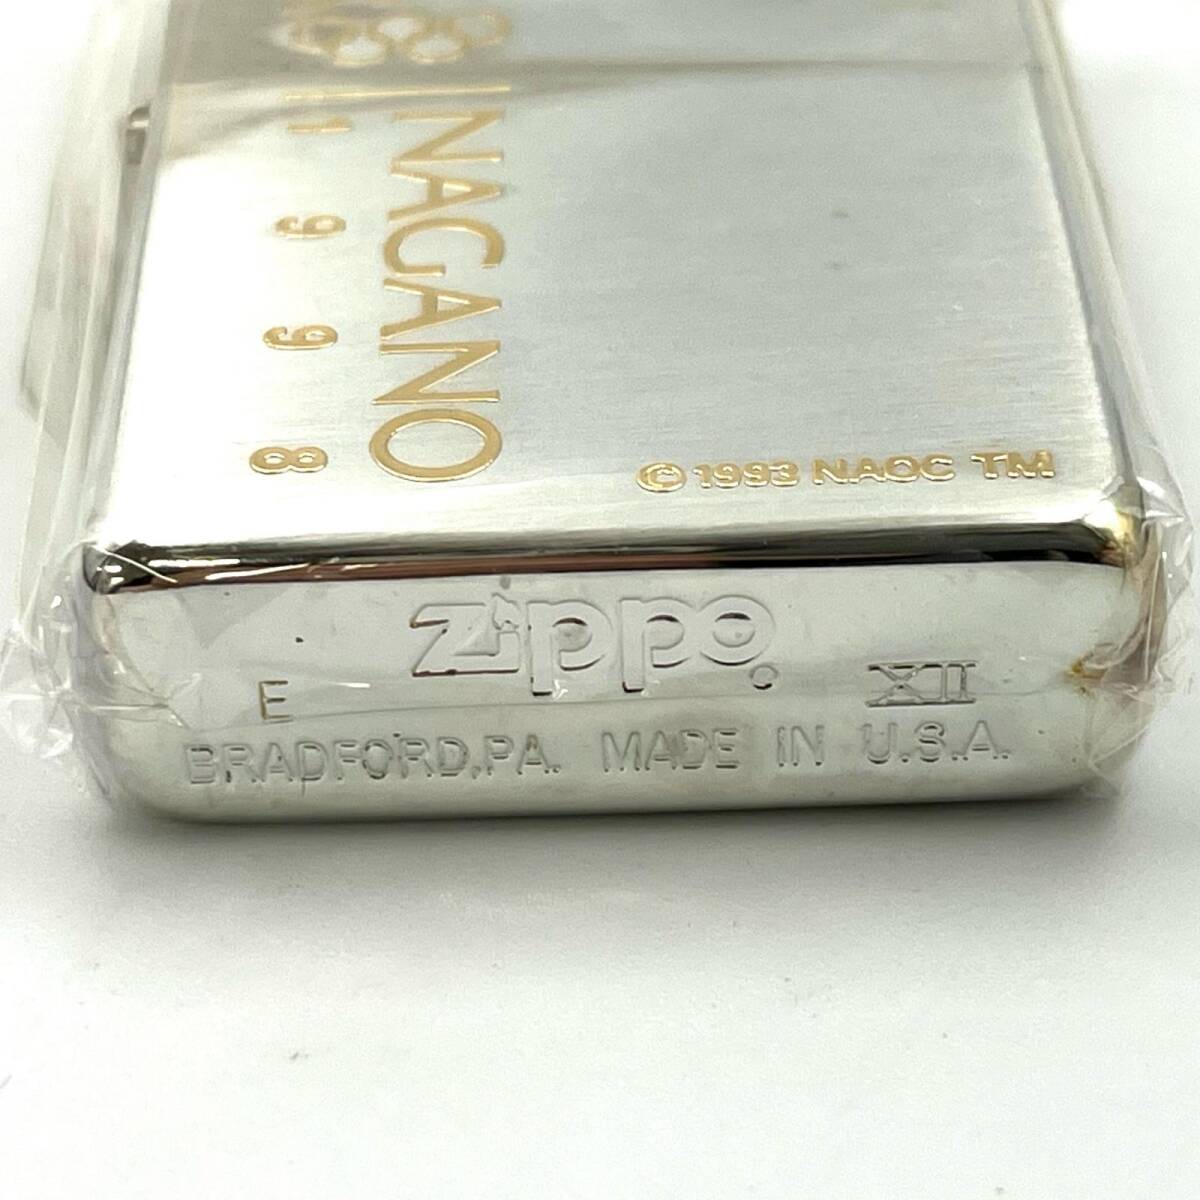 NAGANO
1998
© 1993 NAOC TM
Zippo
E XII
BRADFORD, PA. MADE IN U.S.A.